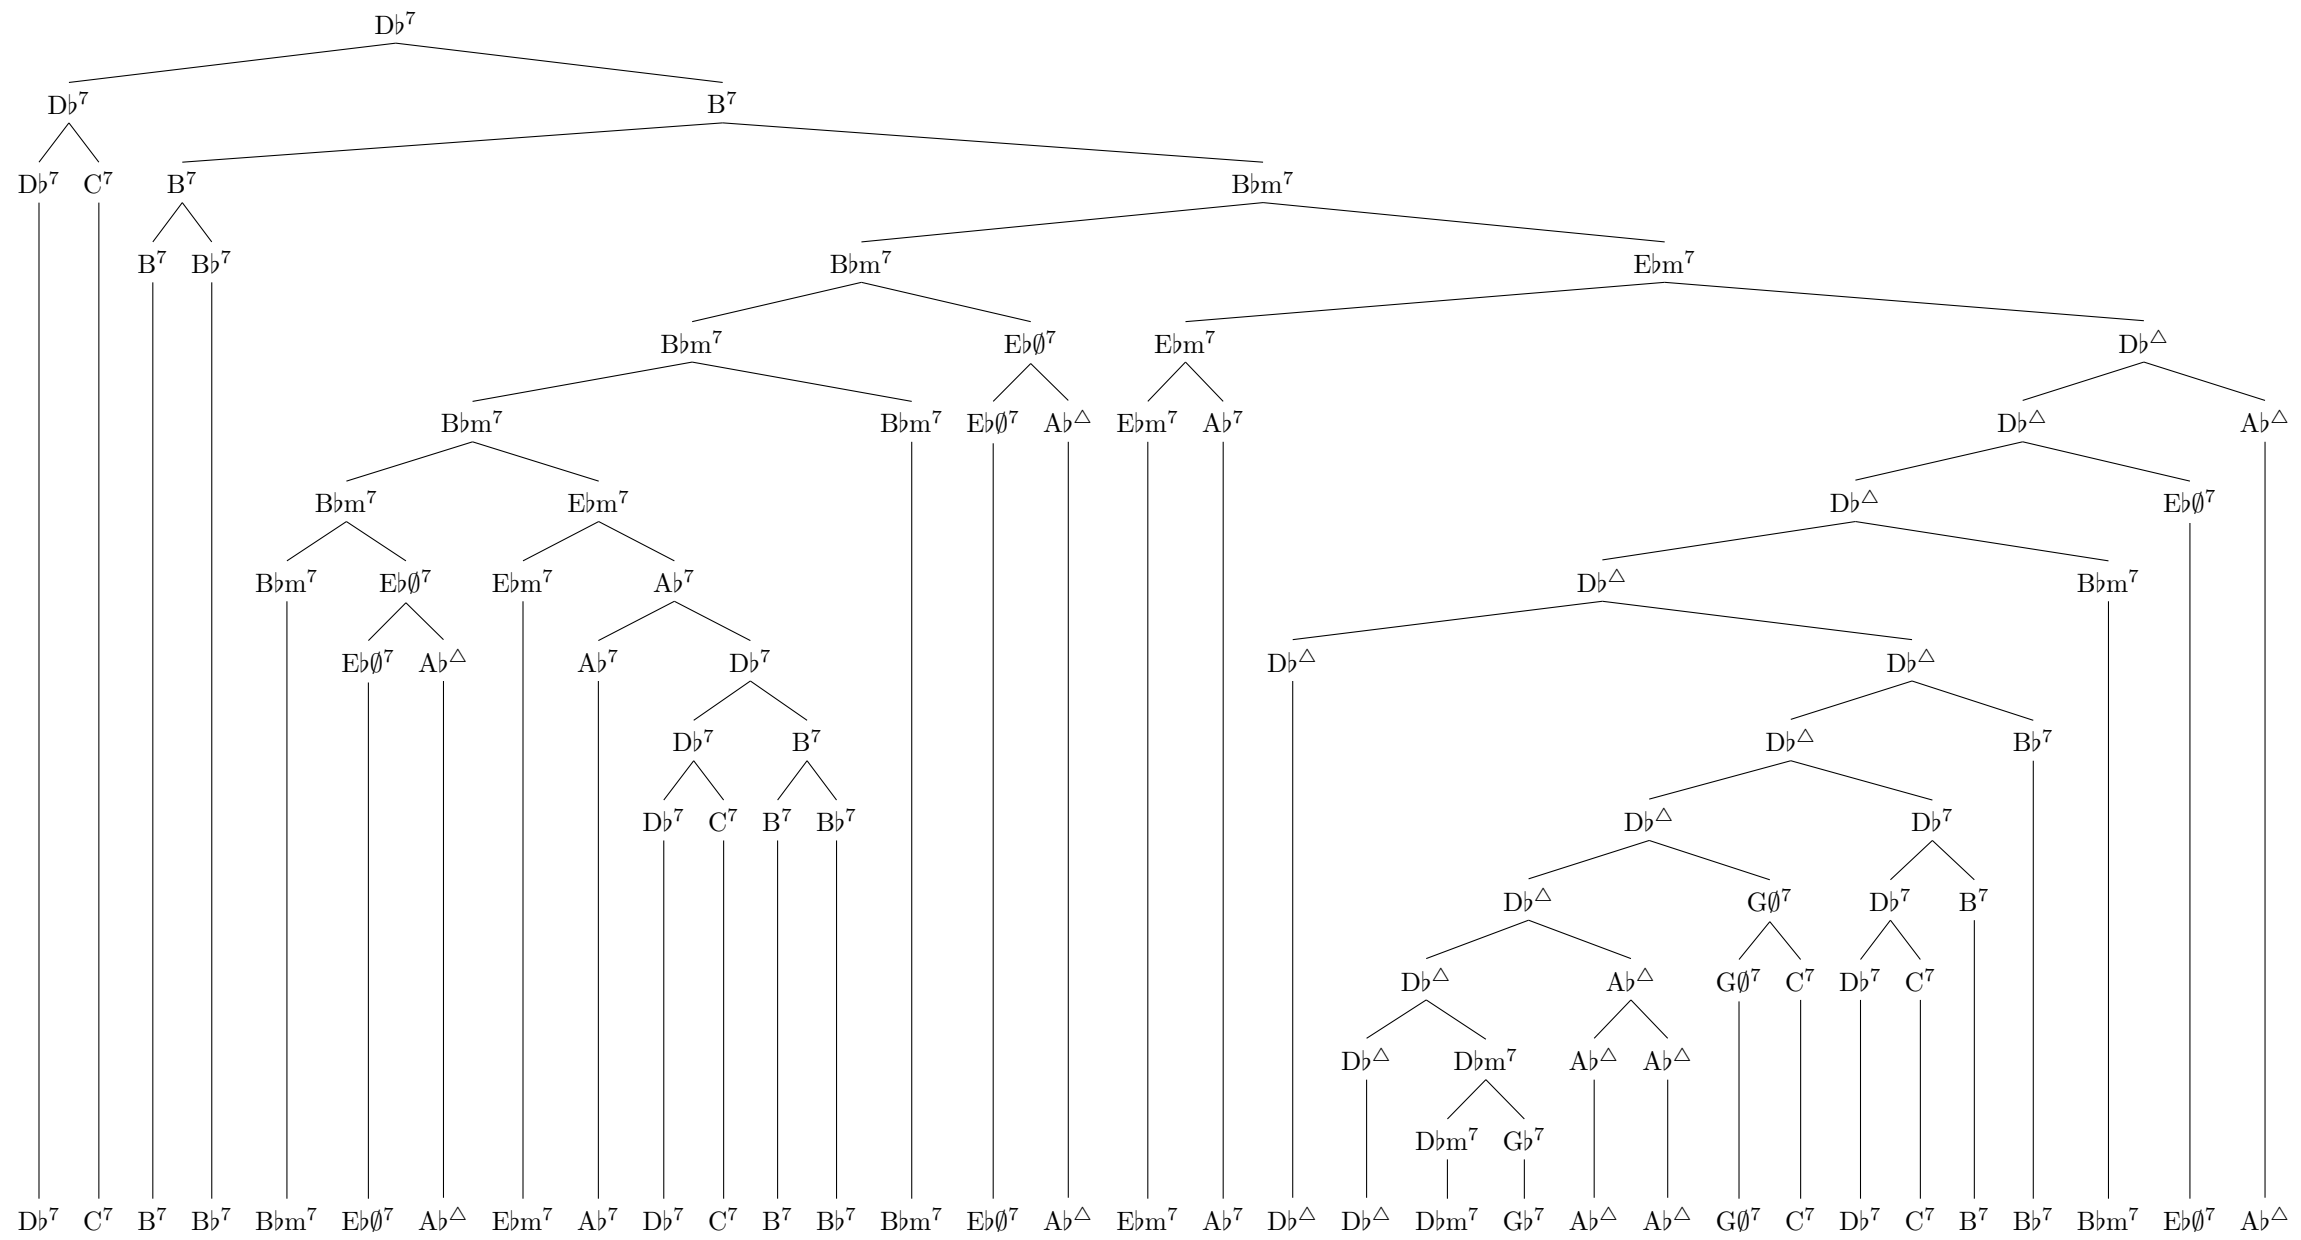 D♭7
D♭7 B7
D♭7 C7 B7 B♭m7
B7 B♭7 B♭m7 E♭m7
B♭m7 E♭∅7 E♭m7 D♭△
B♭m7 B♭m7 E♭∅7 A♭△ E♭m7 A♭7 D♭△ A♭△
B♭m7 E♭m7 D♭△ E♭∅7
B♭m7 E♭∅7 E♭m7 A♭7 D♭△ B♭m7
E♭∅7 A♭△ A♭7 D♭7 D♭△ D♭△
D♭7 B7 D♭△ B♭7
D♭7 C7 B7 B♭7 D♭△ D♭7
D♭△ G∅7 D♭7 B7
D♭△ A♭△ G∅7 C7 D♭7 C7
D♭△ D♭m7 A♭△ A♭△
D♭m7 G♭7
D♭7 C7 B7 B♭7 B♭m7 E♭∅7 A♭△ E♭m7 A♭7 D♭7 C7 B7 B♭7 B♭m7 E♭∅7 A♭△ E♭m7 A♭7 D♭△ D♭△ D♭m7 G♭7 A♭△ A♭△ G∅7 C7 D♭7 C7 B7 B♭7 B♭m7 E♭∅7 A♭△